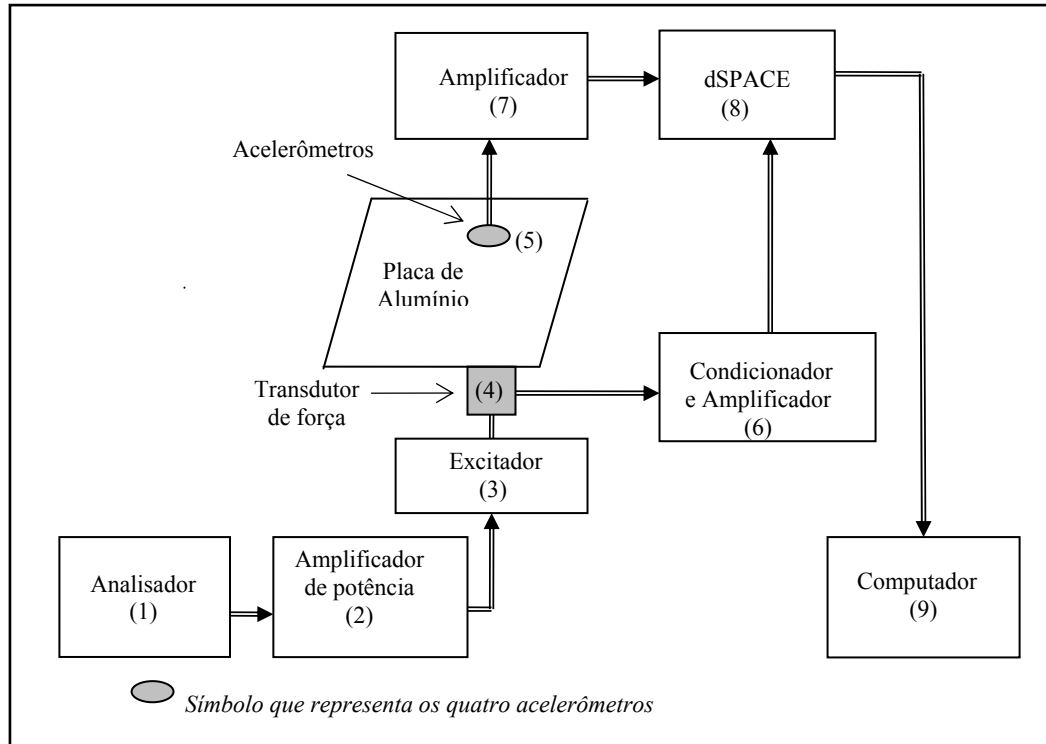 Amplificador
(7)
dSPACE
(8)
Acelerômetros
(5)
Placa de
Alumínio
Transdutor
de força
(4)
Condicionador
e Amplificador
(6)
Excitador
(3)
Analisador
(1)
Amplificador
de potência
(2)
Computador
(9)
Símbolo que representa os quatro acelerômetros